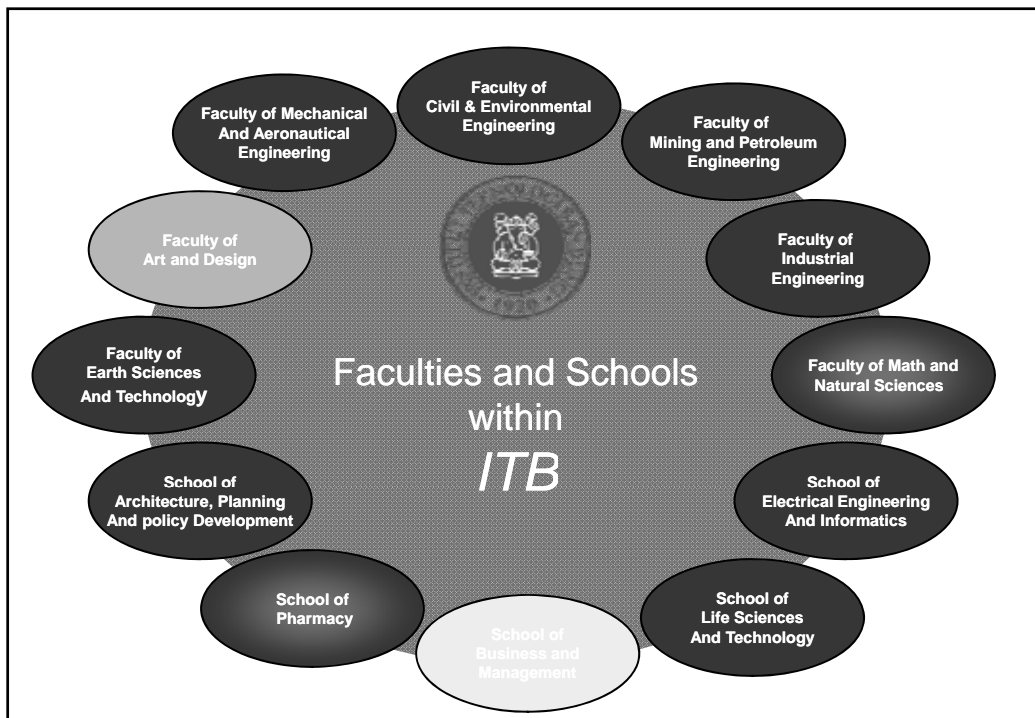 Faculty of
Civil & Environmental
Engineering
Faculty of Mechanical
And Aeronautical
Engineering
Faculty of
Mining and Petroleum
Engineering
Faculty of
Art and Design
Faculty of
Industrial
Engineering
Faculty of
Earth Sciences
And Technology
Faculties and Schools
within
ITB
Faculty of Math and
Natural Sciences
School of
Architecture, Planning
And policy Development
School of
Electrical Engineering
And Informatics
School of
Pharmacy
School of
Business and
Management
School of
Life Sciences
And Technology
1920